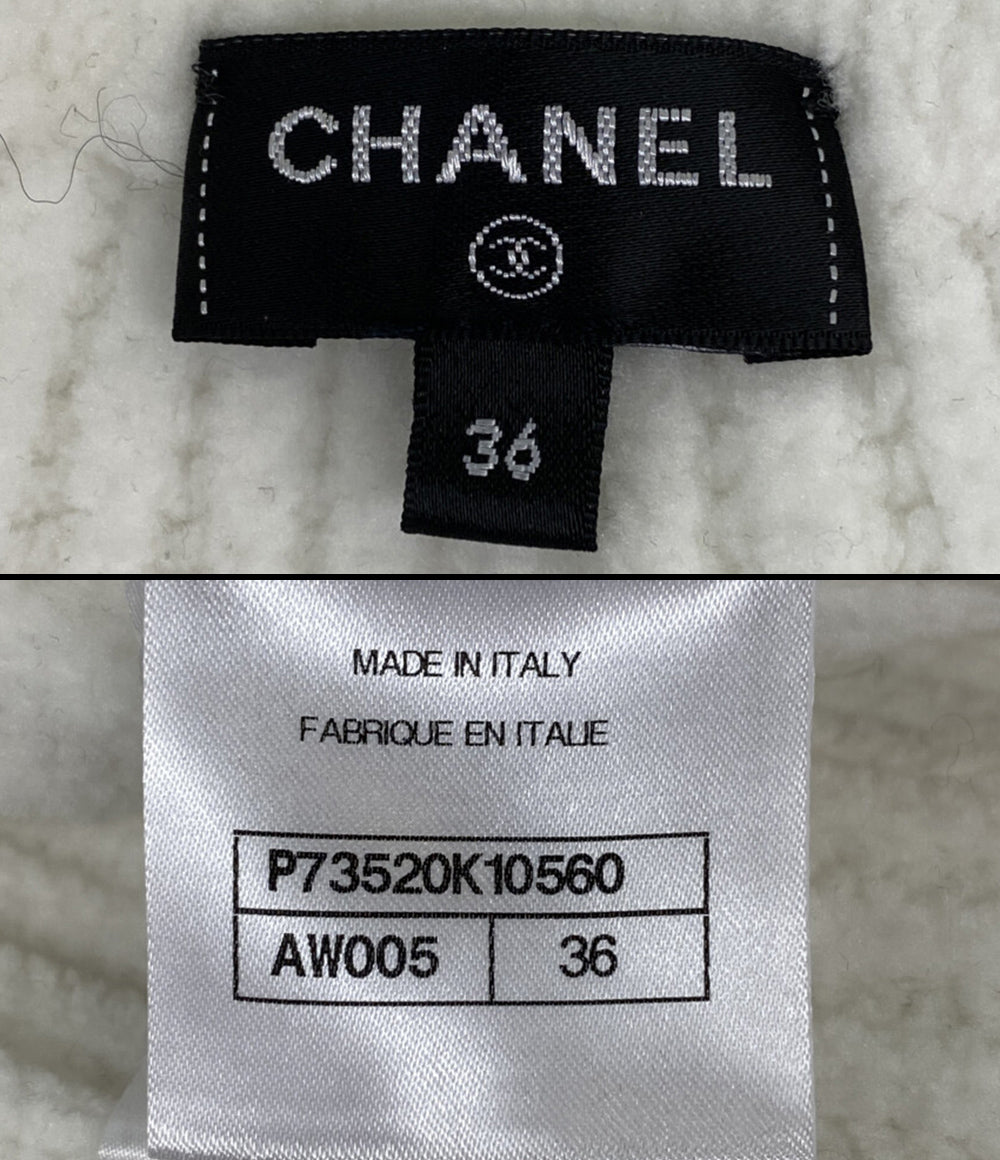 CHANEL
36
MADE IN ITALY
FABRIQUE EN ITALIE
P73520K10560
AW005 36